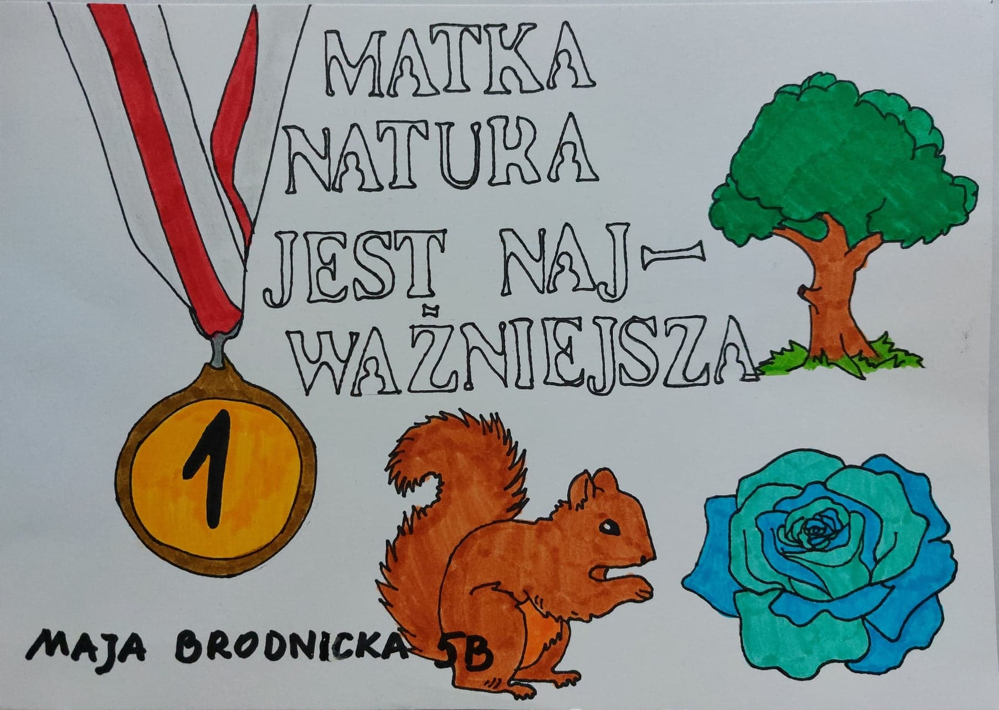 MATKA
NATURA
JEST NAJ-
WAŻNIEJSZA
1
MAJA BRODNICKA 5B